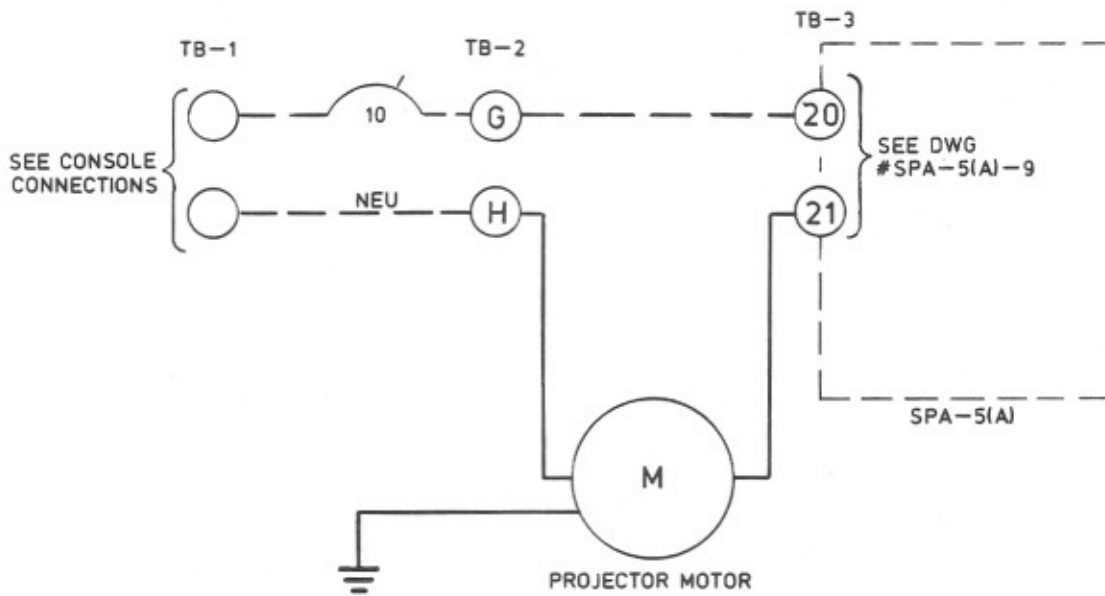 TB-1
TB-2
TB-3
10
G
20
SEE CONSOLE
CONNECTIONS
SEE DWG
#SPA-5(A)-9
NEU
H
21
SPA-5(A)
M
PROJECTOR MOTOR